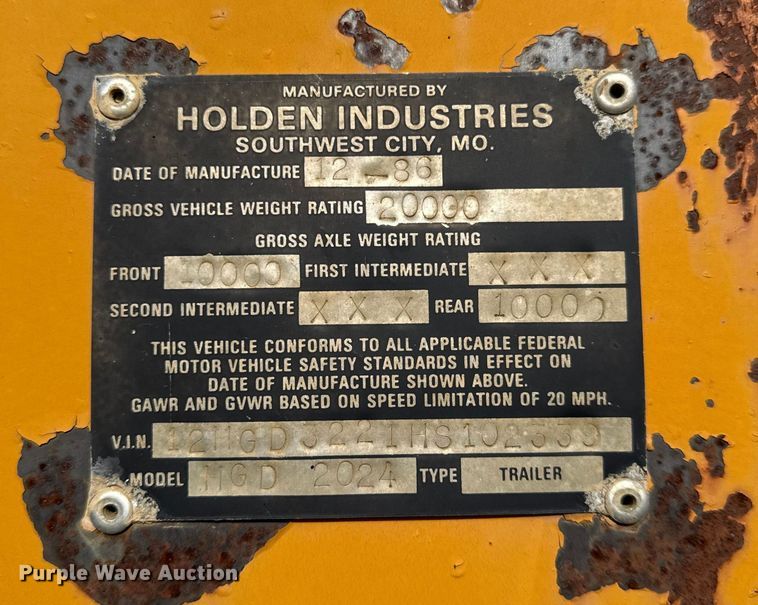 MANUFACTURED BY
HOLDEN INDUSTRIES
SOUTHWEST CITY, MO.
DATE OF MANUFACTURE 12-86
GROSS VEHICLE WEIGHT RATING 20000
GROSS AXLE WEIGHT RATING
FRONT 10000 FIRST INTERMEDIATE X X X
SECOND INTERMEDIATE X X X REAR 10000
THIS VEHICLE CONFORMS TO ALL APPLICABLE FEDERAL
MOTOR VEHICLE SAFETY STANDARDS IN EFFECT ON
DATE OF MANUFACTURE SHOWN ABOVE.
GAWR AND GVWR BASED ON SPEED LIMITATION OF 20 MPH.
V.I.N.
MODEL 2024 TYPE TRAILER
Purple Wave Auction